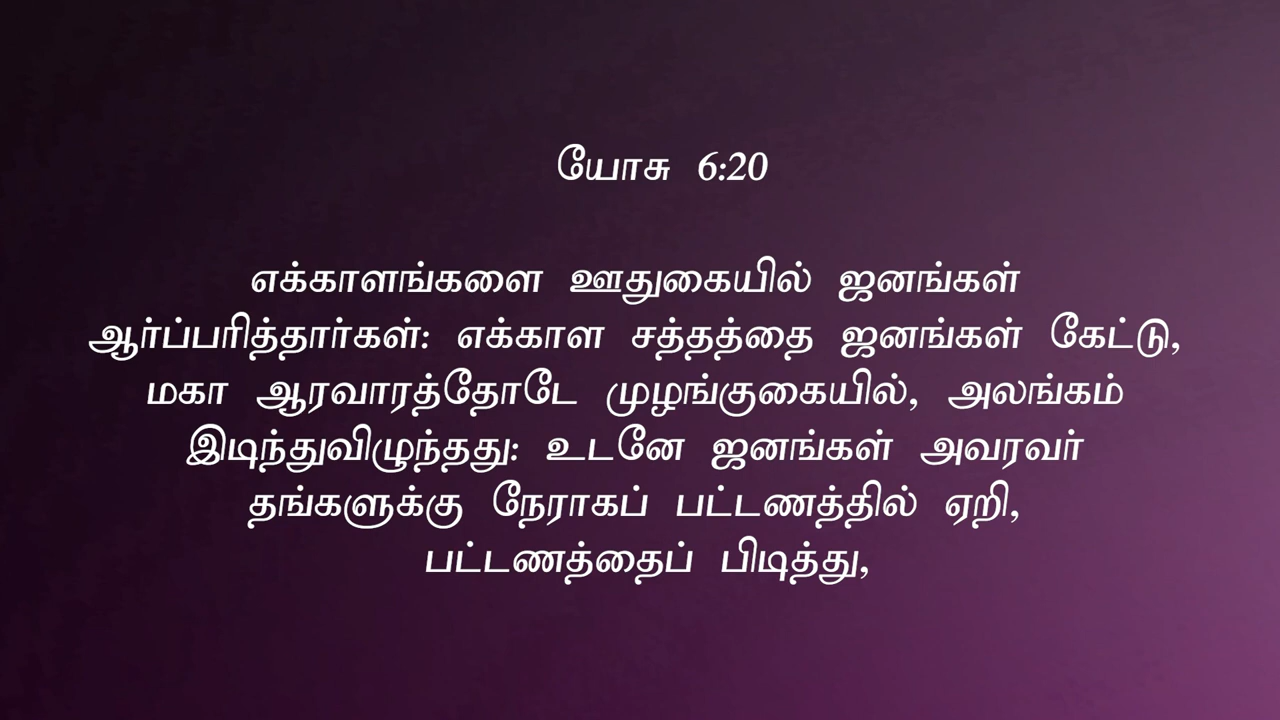 யோசு 6:20
எக்காளங்களை ஊதுகையில் ஜனங்கள்
ஆர்ப்பரித்தார்கள்: எக்காள சத்தத்தை ஜனங்கள் கேட்டு,
மகா ஆரவாரத்தோடே முழங்குகையில், அலங்கம்
இடிந்துவிழுந்தது: உடனே ஜனங்கள் அவரவர்
தங்களுக்கு நேராகப் பட்டணத்தில் ஏறி,
பட்டணத்தைப் பிடித்து,